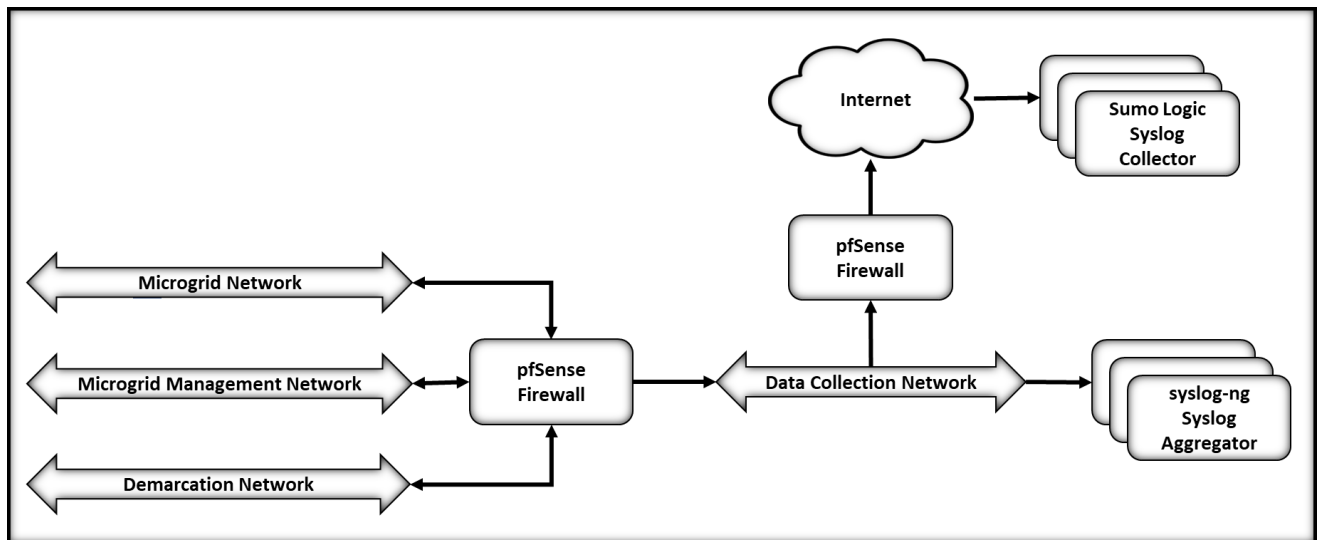 Internet
Sumo Logic
Syslog
Collector
pfSense
Firewall
Microgrid Network
Microgrid Management Network
pfSense
Firewall
Data Collection Network
syslog-ng
Syslog
Aggregator
Demarcation Network